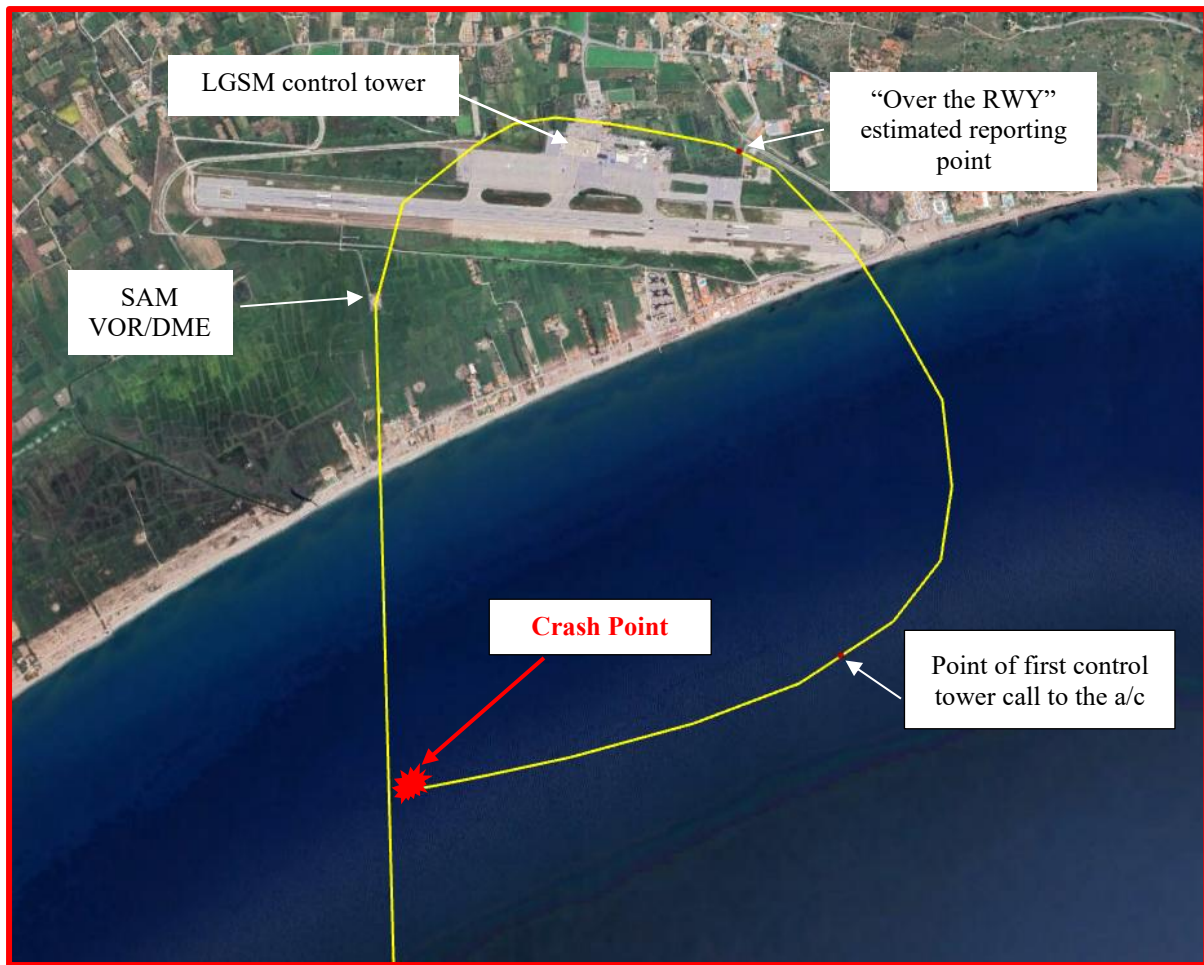 LGSM control tower
“Over the RWY”
estimated reporting
point
SAM
VOR/DME
Crash Point
Point of first control
tower call to the a/c